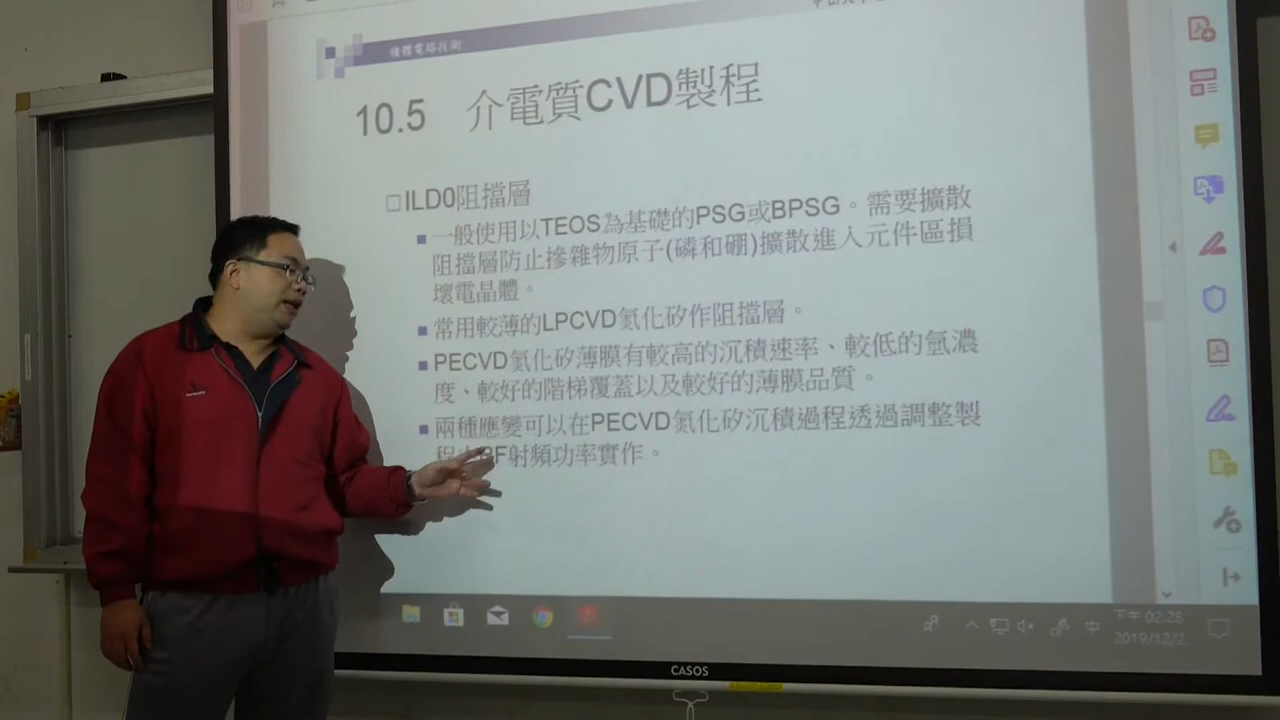 積體電路技術
10.5 介電質CVD製程
□ILD0阻擋層
■一般使用以TEOS為基礎的PSG或BPSG。需要擴散
阻擋層防止摻雜物原子(磷和硼)擴散進入元件區損
壞電晶體。
■常用較薄的LPCVD氮化矽作阻擋層。
■PECVD氮化矽薄膜有較高的沉積速率、較低的氫濃
度、較好的階梯覆蓋以及較好的薄膜品質。
■兩種應變可以在PECVD氮化矽沉積過程透過調整製
程中RF射頻功率實作。
中
下午 02:28
2019/12/2
CASOS